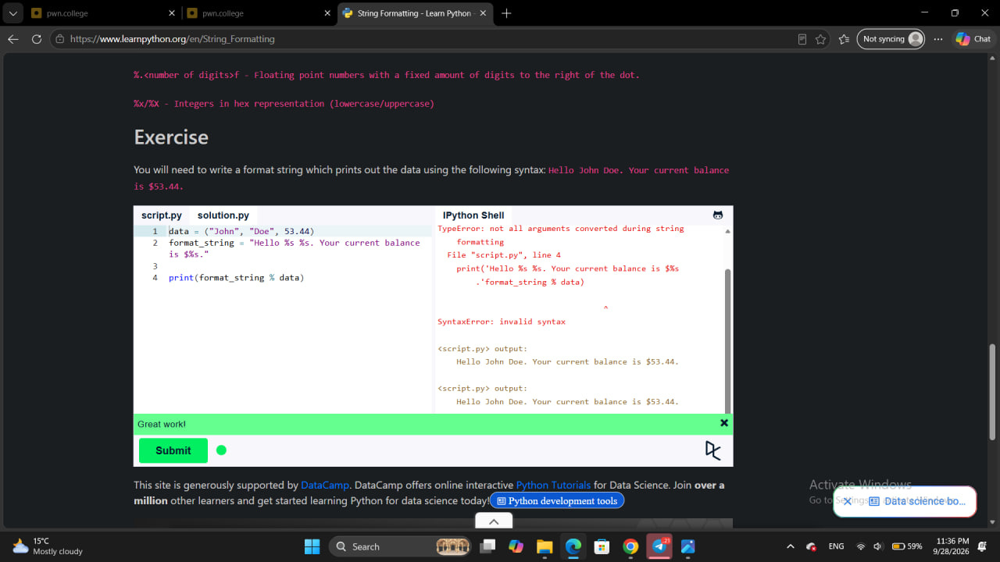 pwn.college
pwn.college
String Formatting - Learn Python -
https://www.learnpython.org/en/String_Formatting
Not syncing
Chat
%.<number of digits>f - Floating point numbers with a fixed amount of digits to the right of the dot.
%x/%X - Integers in hex representation (lowercase/uppercase)
Exercise
You will need to write a format string which prints out the data using the following syntax: Hello John Doe. Your current balance
is $53.44.
script.py
solution.py
1 data = ("John", "Doe", 53.44)
2 format_string = "Hello %s %s. Your current balance
is $%s."
3
4 print(format_string % data)
IPython Shell
TypeError: not all arguments converted during string
formatting
File "script.py", line 4
print('Hello %s %s. Your current balance is $%s
.'format_string % data)
^
SyntaxError: invalid syntax
<script.py> output:
Hello John Doe. Your current balance is $53.44.
<script.py> output:
Hello John Doe. Your current balance is $53.44.
Great work!
Submit
This site is generously supported by DataCamp. DataCamp offers online interactive Python Tutorials for Data Science. Join over a
million other learners and get started learning Python for data science today!
Python development tools
Activate Windows
Go to Settings
Data science bo...
15°C
Mostly cloudy
Search
21
ENG
59%
11:36 PM
9/28/2026